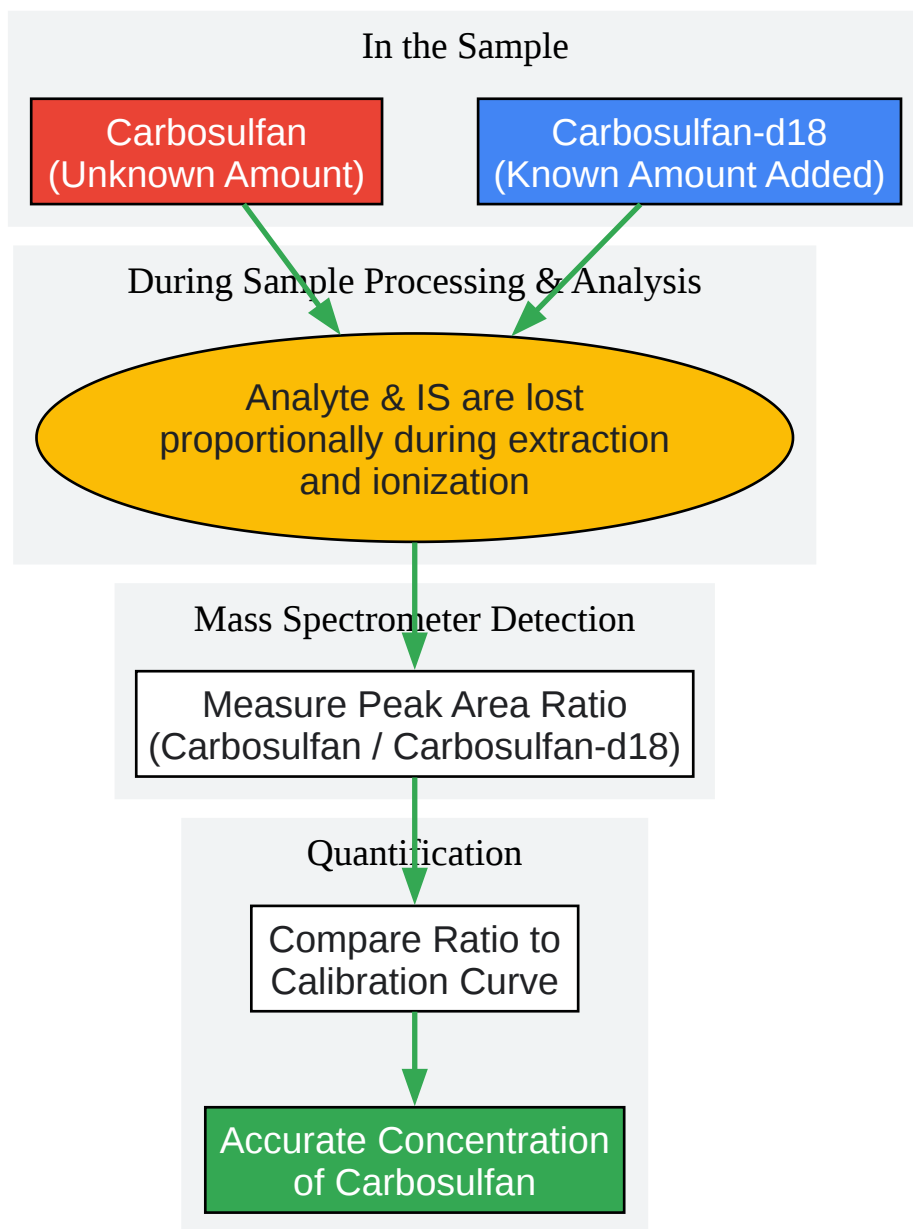 In the Sample
Carbosulfan
(Unknown Amount)
Carbosulfan-d18
(Known Amount Added)
During Sample Processing & Analysis
Analyte & IS are lost
proportionally during extraction
and ionization
Mass Spectrometer Detection
Measure Peak Area Ratio
(Carbosulfan / Carbosulfan-d18)
Quantification
Compare Ratio to
Calibration Curve
Accurate Concentration
of Carbosulfan